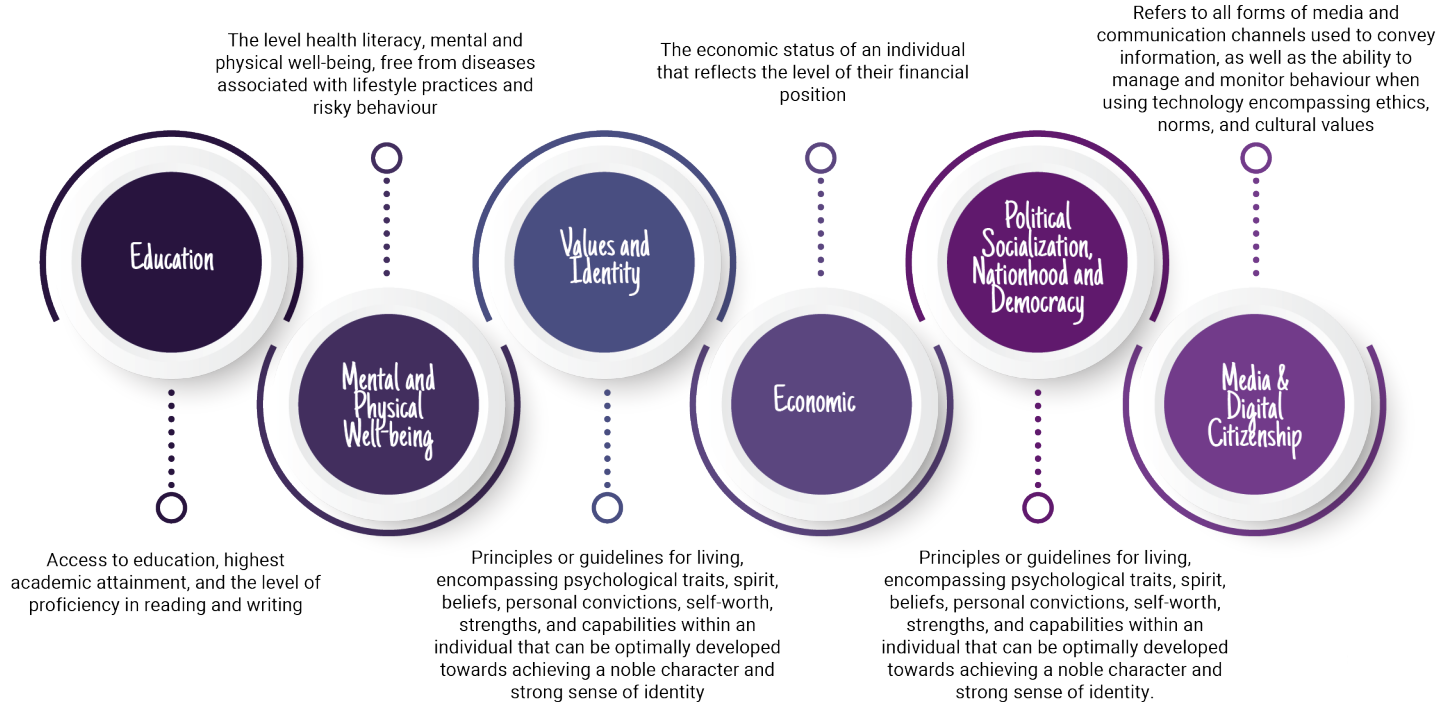 Education
Access to education, highest
academic attainment, and the level of
proficiency in reading and writing
The level health literacy, mental and
physical well-being, free from diseases
associated with lifestyle practices and
risky behaviour
Mental and
Physical
Well-being
Values and
Identity
Principles or guidelines for living,
encompassing psychological traits, spirit,
beliefs, personal convictions, self-worth,
strengths, and capabilities within an
individual that can be optimally developed
towards achieving a noble character and
strong sense of identity
The economic status of an individual
that reflects the level of their financial
position
Economic
Political
Socialization,
Nationhood and
Democracy
Principles or guidelines for living,
encompassing psychological traits, spirit,
beliefs, personal convictions, self-worth,
strengths, and capabilities within an
individual that can be optimally developed
towards achieving a noble character and
strong sense of identity.
Refers to all forms of media and
communication channels used to convey
information, as well as the ability to
manage and monitor behaviour when
using technology encompassing ethics,
norms, and cultural values
Media &
Digital
Citizenship